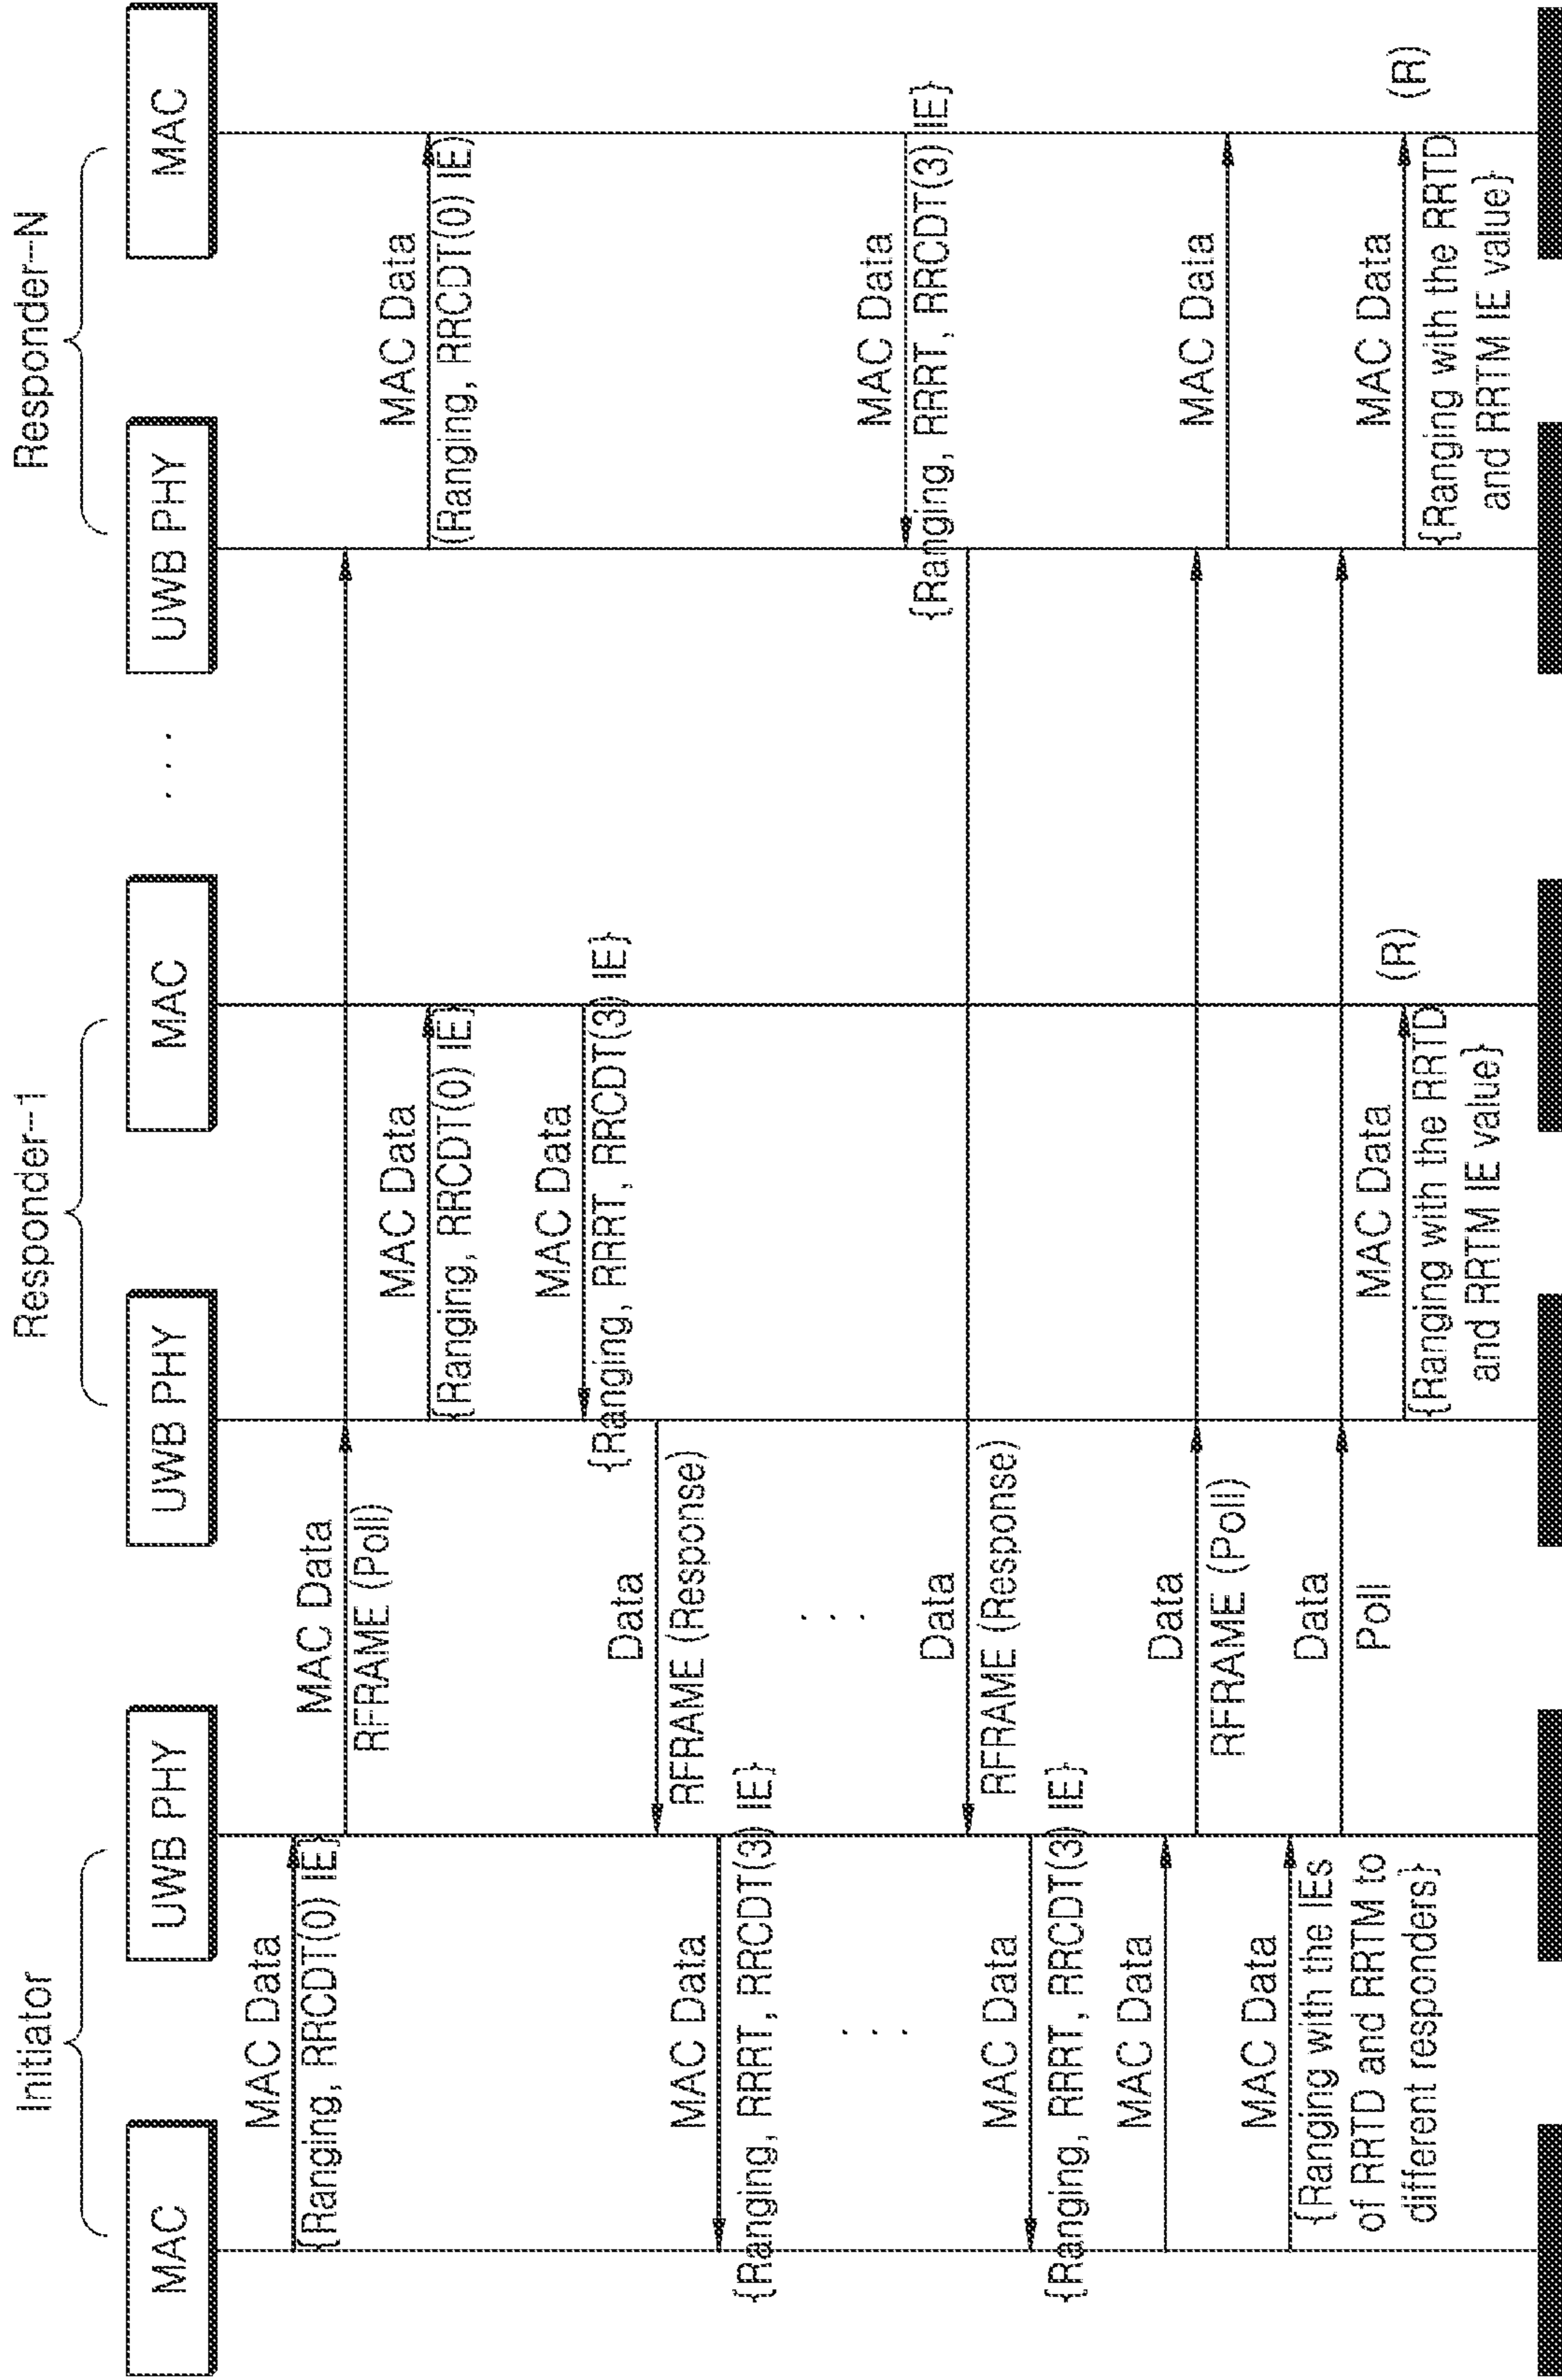 Initiator
Responder--1
Responder--N
MAC
UWB PHY
UWB PHY
MAC
. . .
UWB PHY
MAC
MAC Data
{Ranging, RRCDT(0) IE}
MAC Data
RFRAME (Poll)
MAC Data
{Ranging, RRCDT(0) IE}
MAC Data
(Ranging, RRCDT(0) IE)
MAC Data
{Ranging, RRRT, RRCDT(3) IE}
Data
RFRAME (Response)
MAC Data
{Ranging, RRRT, RRCDT(3) IE}
. . .
. . .
MAC Data
{Ranging, RRRT, RRCDT(3) IE}
Data
RFRAME (Response)
MAC Data
{Ranging, RRRT, RRCDT(3) IE}
MAC Data
Data
RFRAME (Poll)
MAC Data
MAC Data
{Ranging with the IEs
of RRTD and RRTM to
different responders}
Data
Poll
MAC Data
{Ranging with the RRTD
and RRTM IE value}
(R)
MAC Data
{Ranging with the RRTD
and RRTM IE value}
(R)